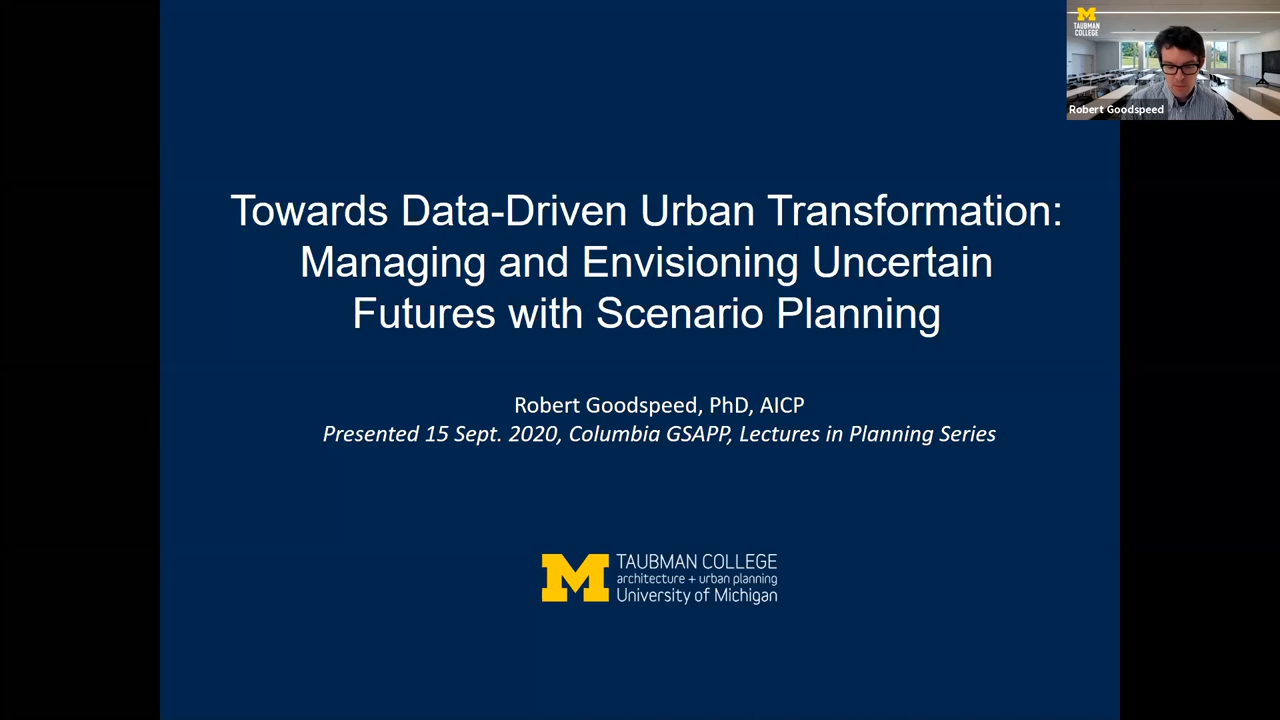 M
TAUBMAN
COLLEGE
Robert Goodspeed
Towards Data-Driven Urban Transformation:
Managing and Envisioning Uncertain
Futures with Scenario Planning
Robert Goodspeed, PhD, AICP
Presented 15 Sept. 2020, Columbia GSAPP, Lectures in Planning Series
M
TAUBMAN COLLEGE
architecture + urban planning
University of Michigan